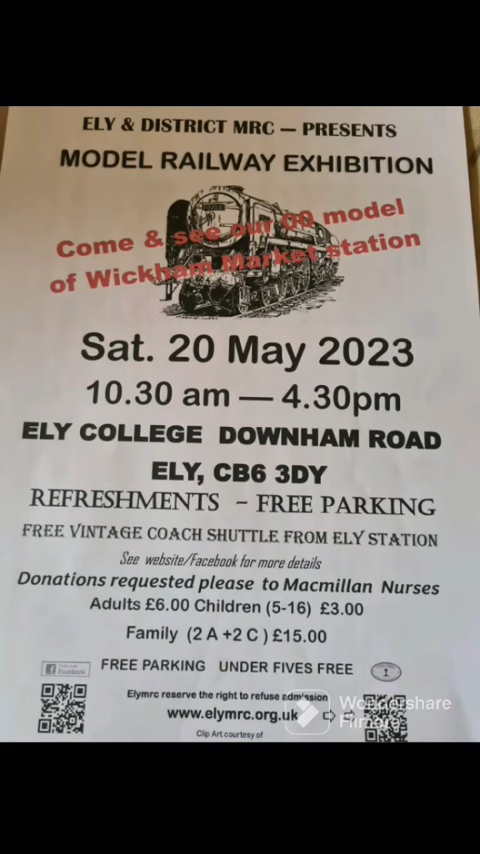 ELY & DISTRICT MRC — PRESENTS
MODEL RAILWAY EXHIBITION
Come & see our 00 model
of Wickham Market station
Sat. 20 May 2023
10.30 am — 4.30pm
ELY COLLEGE DOWNHAM ROAD
ELY, CB6 3DY
REFRESHMENTS - FREE PARKING
FREE VINTAGE COACH SHUTTLE FROM ELY STATION
See website/Facebook for more details
Donations requested please to Macmillan Nurses
Adults £6.00 Children (5-16) £3.00
Family (2 A +2 C ) £15.00
FREE PARKING UNDER FIVES FREE
Facebook
Elymrc reserve the right to refuse admission
www.elymrc.org.uk
Wondershare
Filmora
Clip Art courtesy of